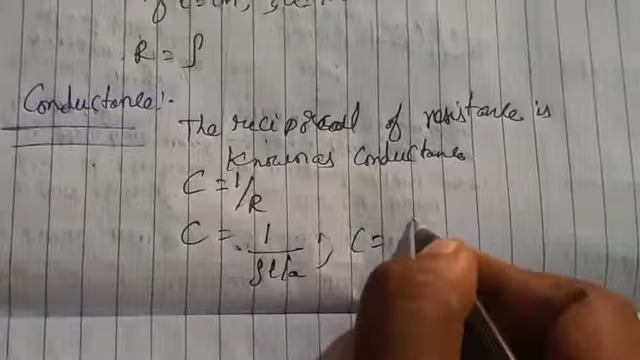 R = ρ
Conductance :-
The reciprocal of resistance is
known as conductance
C = 1/R
C = 1/ρl/a ; C =